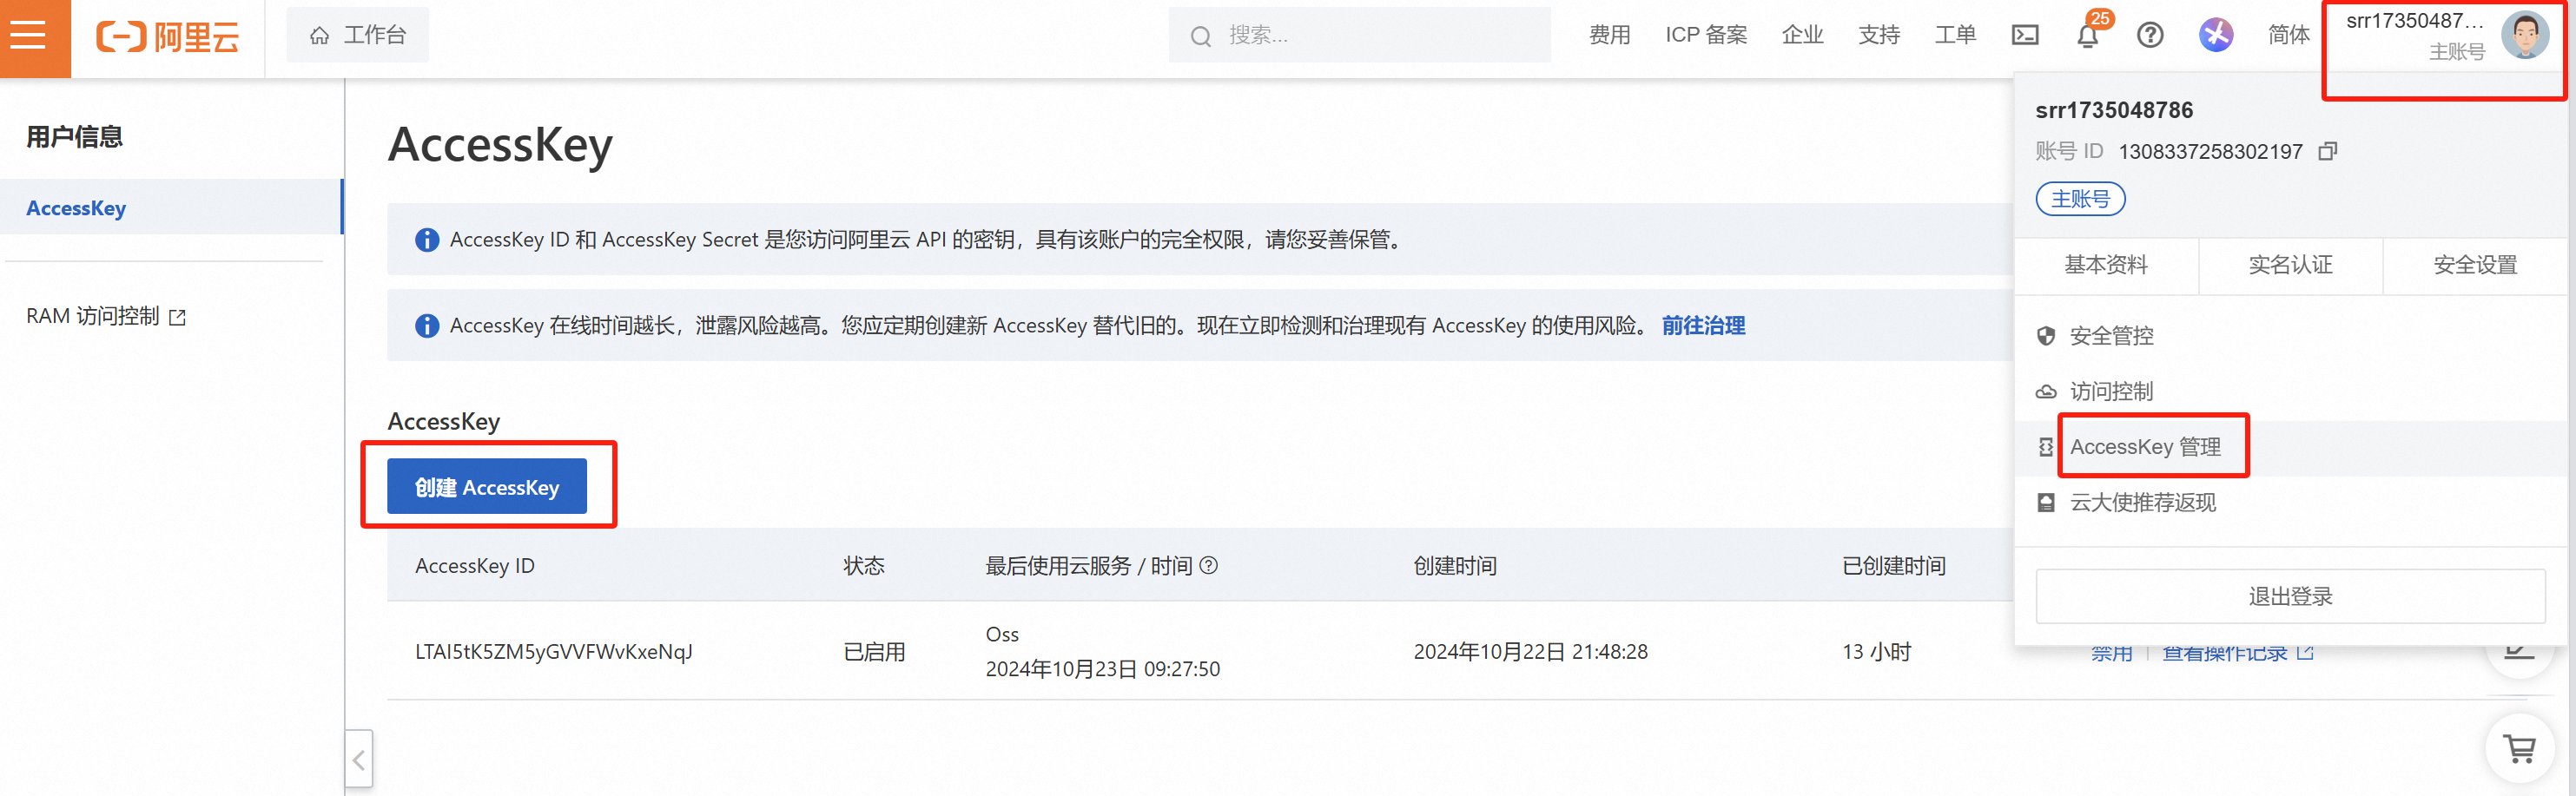 阿里云
工作台
搜索...
费用
ICP 备案
企业
支持
工单
25
简体
srr17350487...
主账号
用户信息
AccessKey
RAM 访问控制
AccessKey
AccessKey ID 和 AccessKey Secret 是您访问阿里云 API 的密钥，具有该账户的完全权限，请您妥善保管。
AccessKey 在线时间越长，泄露风险越高。您应定期创建新 AccessKey 替代旧的。现在立即检测和治理现有 AccessKey 的使用风险。 前往治理
AccessKey
创建 AccessKey
AccessKey ID
状态
最后使用云服务 / 时间
创建时间
已创建时间
LTAI5tK5ZM5yGVVFWvKxeNqJ
已启用
Oss
2024年10月23日 09:27:50
2024年10月22日 21:48:28
13 小时
禁用
查看操作记录
srr1735048786
账号 ID 1308337258302197
主账号
基本资料
实名认证
安全设置
安全管控
访问控制
AccessKey 管理
云大使推荐返现
退出登录